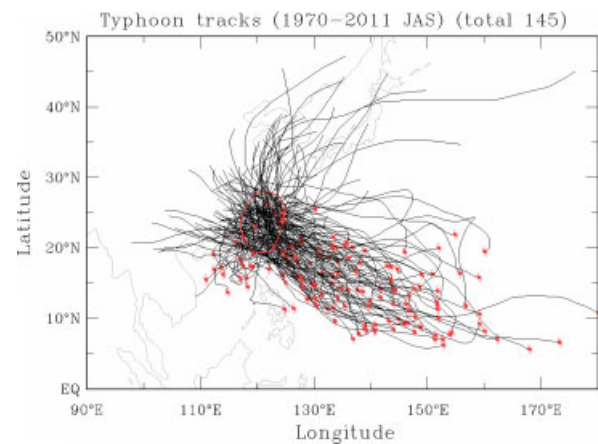 Typhoon tracks (1970-2011 JAS) (total 145)
50°N
40°N
30°N
20°N
10°N
EQ
Latitude
90°E 110°E 130°E 150°E 170°E
Longitude